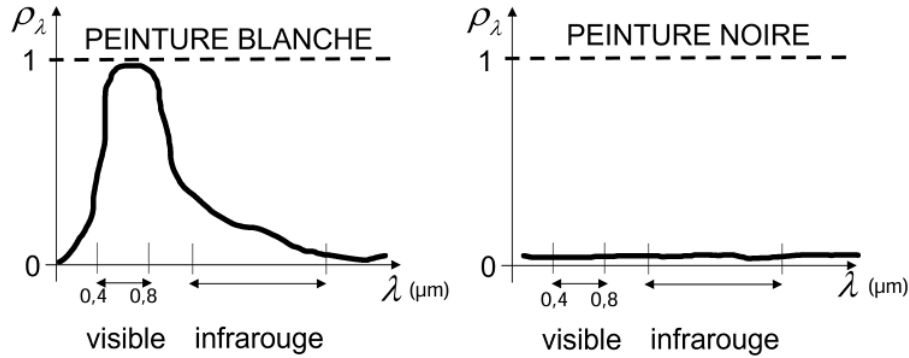 ρλ
PEINTURE BLANCHE
1
0
0,4
0,8
λ (μm)
visible
infrarouge
ρλ
PEINTURE NOIRE
1
0
0,4
0,8
λ (μm)
visible
infrarouge